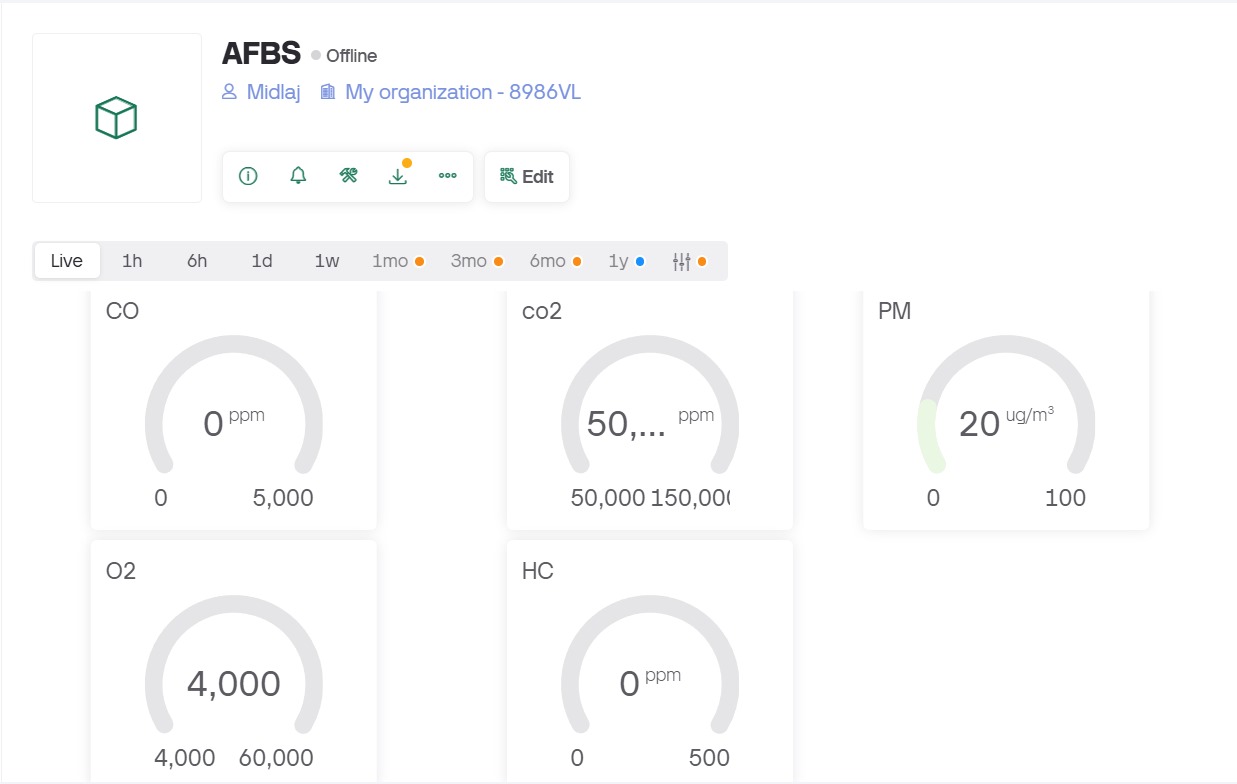 AFBS Offline
Midlaj My organization - 8986VL
Edit
Live 1h 6h 1d 1w 1mo 3mo 6mo 1y
CO
0 ppm
0 5,000
co2
50,... ppm
50,000 150,00
PM
20 ug/m³
0 100
O2
4,000
4,000 60,000
HC
0 ppm
0 500